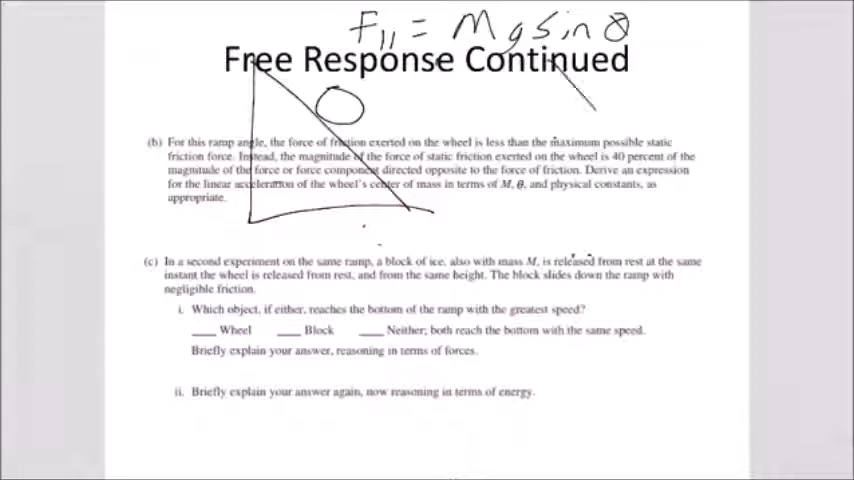 F|| = Mg sin θ
Free Response Continued
(b) For this ramp angle, the force of friction exerted on the wheel is less than the maximum possible static
friction force. Instead, the magnitude of the force of static friction exerted on the wheel is 40 percent of the
magnitude of the force or force component directed opposite to the force of friction. Derive an expression
for the linear acceleration of the wheel's center of mass in terms of M, θ, and physical constants, as
appropriate.
(c) In a second experiment on the same ramp, a block of ice, also with mass M, is released from rest at the same
instant the wheel is released from rest, and from the same height. The block slides down the ramp with
negligible friction.
i. Which object, if either, reaches the bottom of the ramp with the greatest speed?
____ Wheel ____ Block ____ Neither; both reach the bottom with the same speed.
Briefly explain your answer, reasoning in terms of forces.
ii. Briefly explain your answer again, now reasoning in terms of energy.